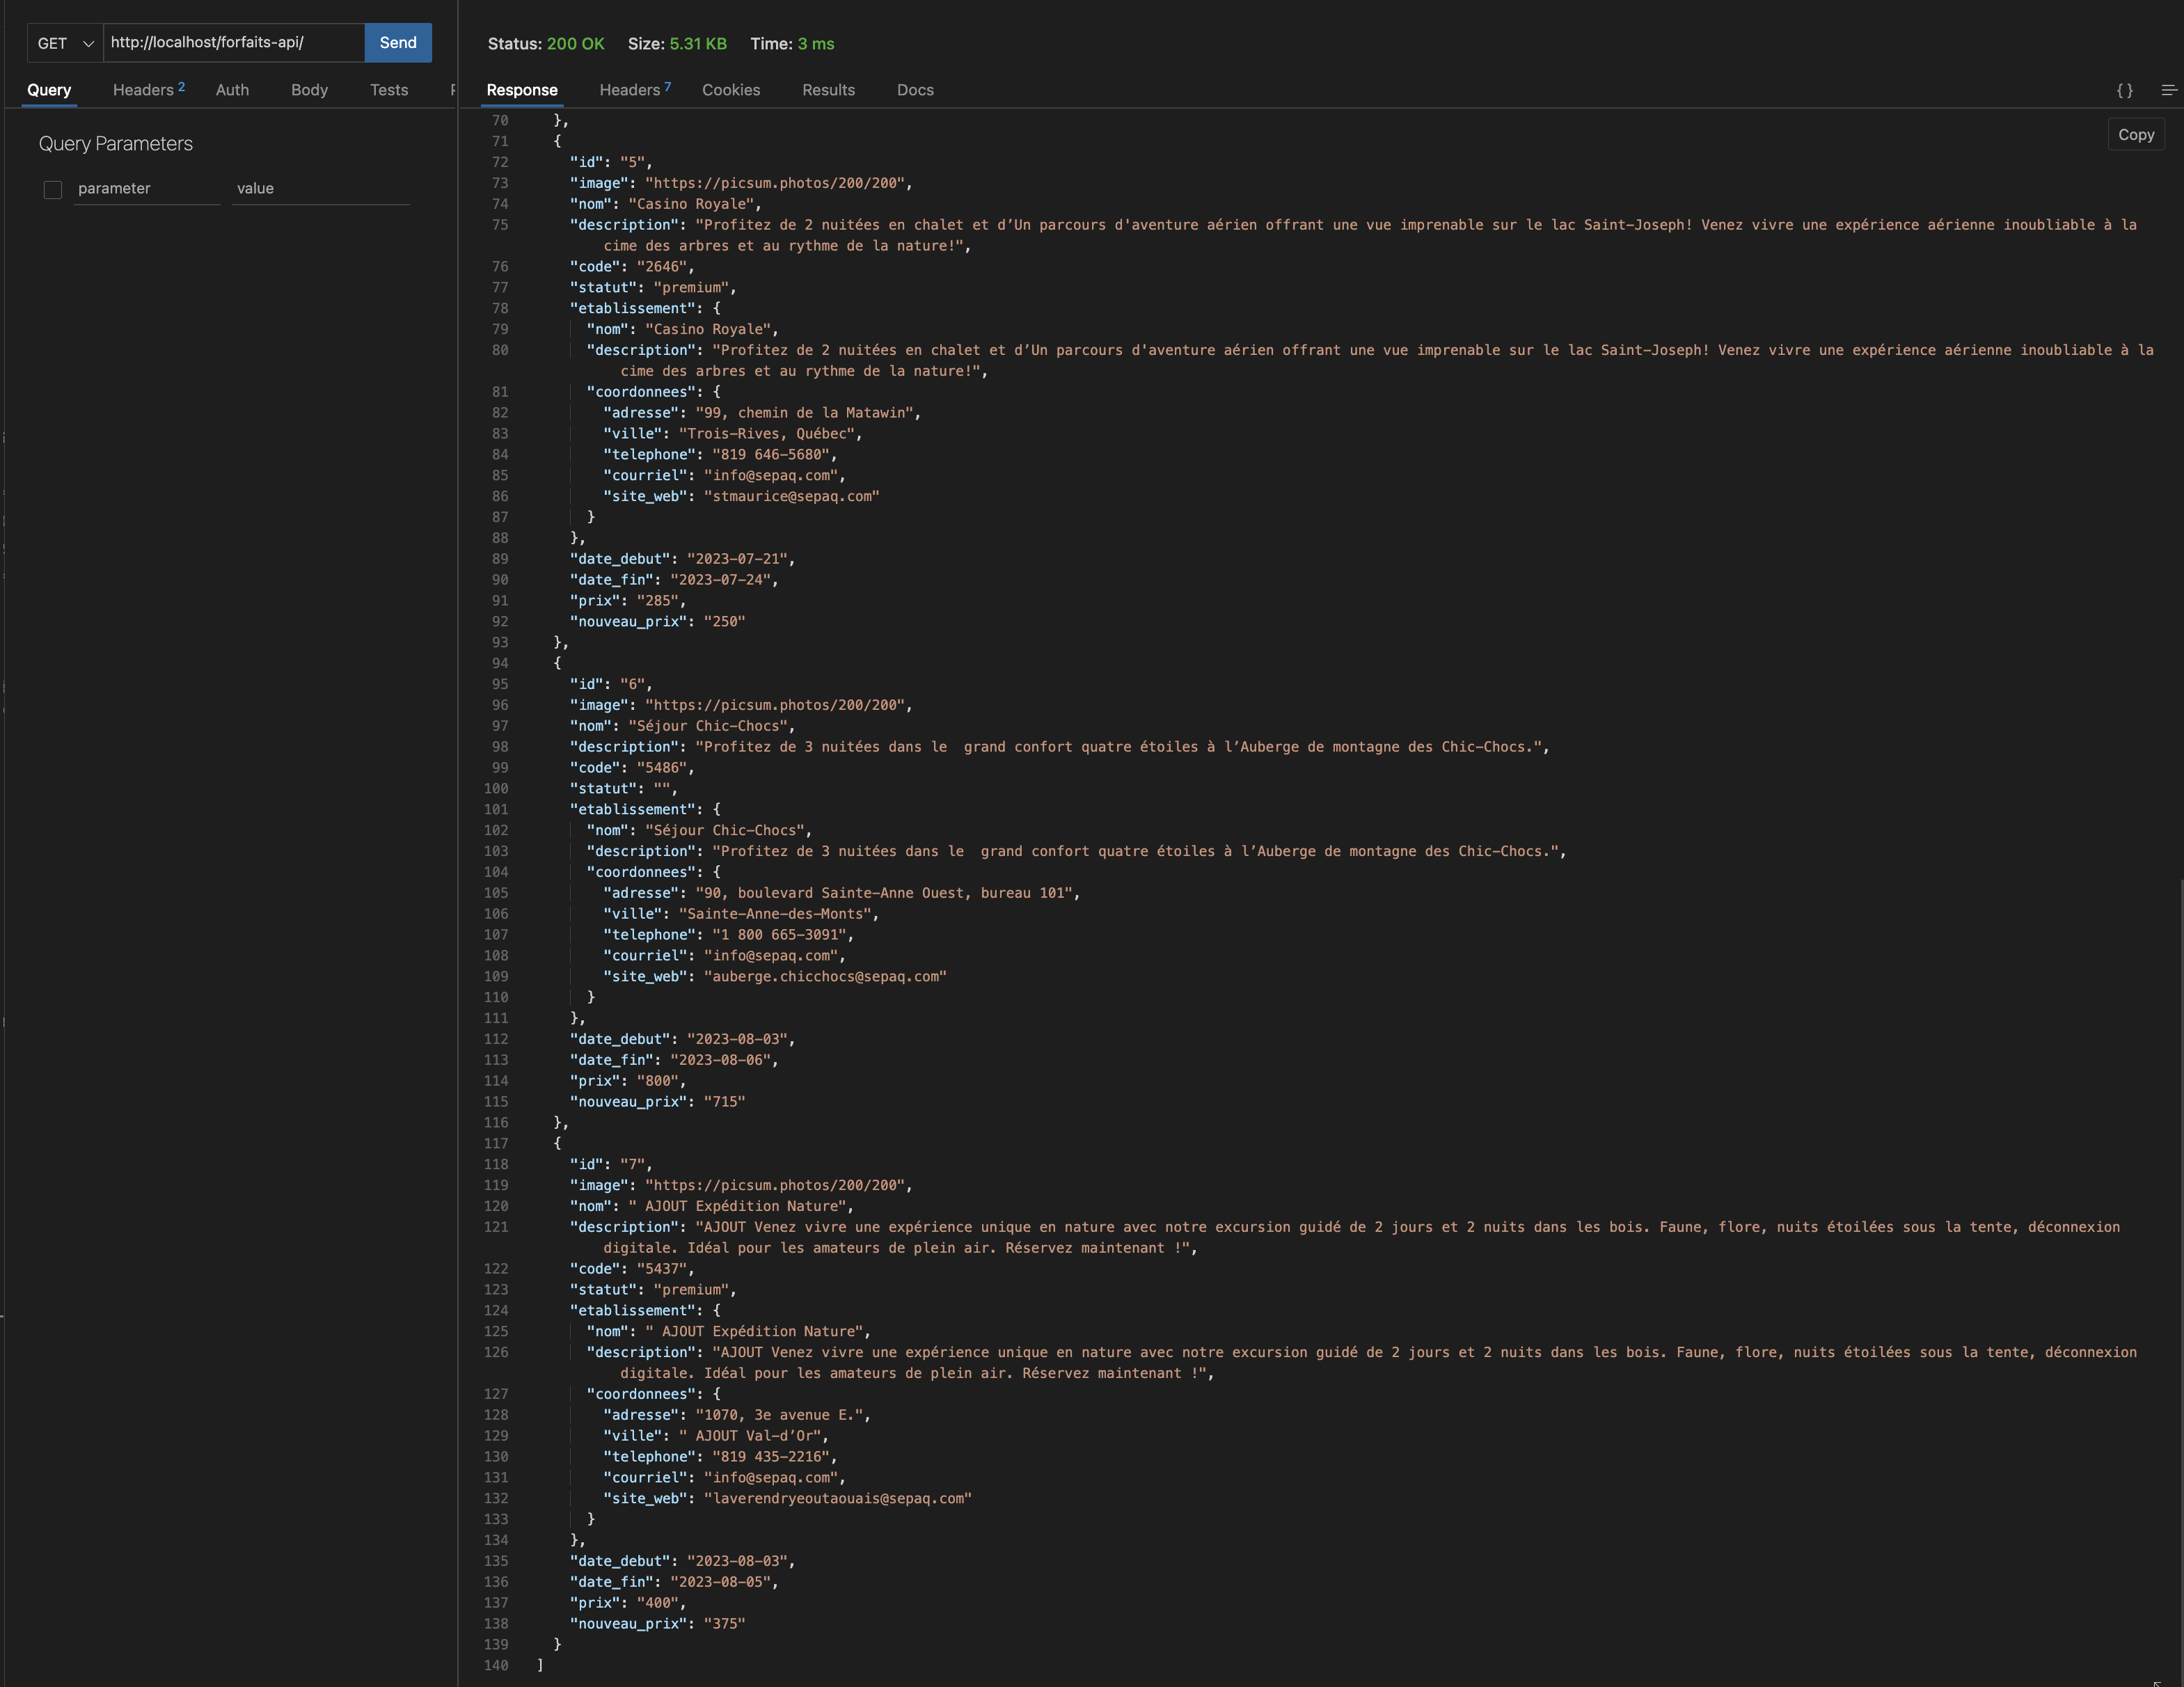 GET http://localhost/forfaits-api/ Send
Query Headers 2 Auth Body Tests
Query Parameters
parameter value
Status: 200 OK Size: 5.31 KB Time: 3 ms
Response Headers 7 Cookies Results Docs { }
Copy
70 },
71 {
72 "id": "5",
73 "image": "https://picsum.photos/200/200",
74 "nom": "Casino Royale",
75 "description": "Profitez de 2 nuitées en chalet et d’Un parcours d'aventure aérien offrant une vue imprenable sur le lac Saint-Joseph! Venez vivre une expérience aérienne inoubliable à la
cime des arbres et au rythme de la nature!",
76 "code": "2646",
77 "statut": "premium",
78 "etablissement": {
79 "nom": "Casino Royale",
80 "description": "Profitez de 2 nuitées en chalet et d’Un parcours d'aventure aérien offrant une vue imprenable sur le lac Saint-Joseph! Venez vivre une expérience aérienne inoubliable à la
cime des arbres et au rythme de la nature!",
81 "coordonnees": {
82 "adresse": "99, chemin de la Matawin",
83 "ville": "Trois-Rives, Québec",
84 "telephone": "819 646-5680",
85 "courriel": "info@sepaq.com",
86 "site_web": "stmaurice@sepaq.com"
87 }
88 },
89 "date_debut": "2023-07-21",
90 "date_fin": "2023-07-24",
91 "prix": "285",
92 "nouveau_prix": "250"
93 },
94 {
95 "id": "6",
96 "image": "https://picsum.photos/200/200",
97 "nom": "Séjour Chic-Chocs",
98 "description": "Profitez de 3 nuitées dans le  grand confort quatre étoiles à l’Auberge de montagne des Chic-Chocs.",
99 "code": "5486",
100 "statut": "",
101 "etablissement": {
102 "nom": "Séjour Chic-Chocs",
103 "description": "Profitez de 3 nuitées dans le  grand confort quatre étoiles à l’Auberge de montagne des Chic-Chocs.",
104 "coordonnees": {
105 "adresse": "90, boulevard Sainte-Anne Ouest, bureau 101",
106 "ville": "Sainte-Anne-des-Monts",
107 "telephone": "1 800 665-3091",
108 "courriel": "info@sepaq.com",
109 "site_web": "auberge.chicchocs@sepaq.com"
110 }
111 },
112 "date_debut": "2023-08-03",
113 "date_fin": "2023-08-06",
114 "prix": "800",
115 "nouveau_prix": "715"
116 },
117 {
118 "id": "7",
119 "image": "https://picsum.photos/200/200",
120 "nom": " AJOUT Expédition Nature",
121 "description": "AJOUT Venez vivre une expérience unique en nature avec notre excursion guidé de 2 jours et 2 nuits dans les bois. Faune, flore, nuits étoilées sous la tente, déconnexion
digitale. Idéal pour les amateurs de plein air. Réservez maintenant !",
122 "code": "5437",
123 "statut": "premium",
124 "etablissement": {
125 "nom": " AJOUT Expédition Nature",
126 "description": "AJOUT Venez vivre une expérience unique en nature avec notre excursion guidé de 2 jours et 2 nuits dans les bois. Faune, flore, nuits étoilées sous la tente, déconnexion
digitale. Idéal pour les amateurs de plein air. Réservez maintenant !",
127 "coordonnees": {
128 "adresse": "1070, 3e avenue E.",
129 "ville": " AJOUT Val-d’Or",
130 "telephone": "819 435-2216",
131 "courriel": "info@sepaq.com",
132 "site_web": "laverendryeoutaouais@sepaq.com"
133 }
134 },
135 "date_debut": "2023-08-03",
136 "date_fin": "2023-08-05",
137 "prix": "400",
138 "nouveau_prix": "375"
139 }
140 ]